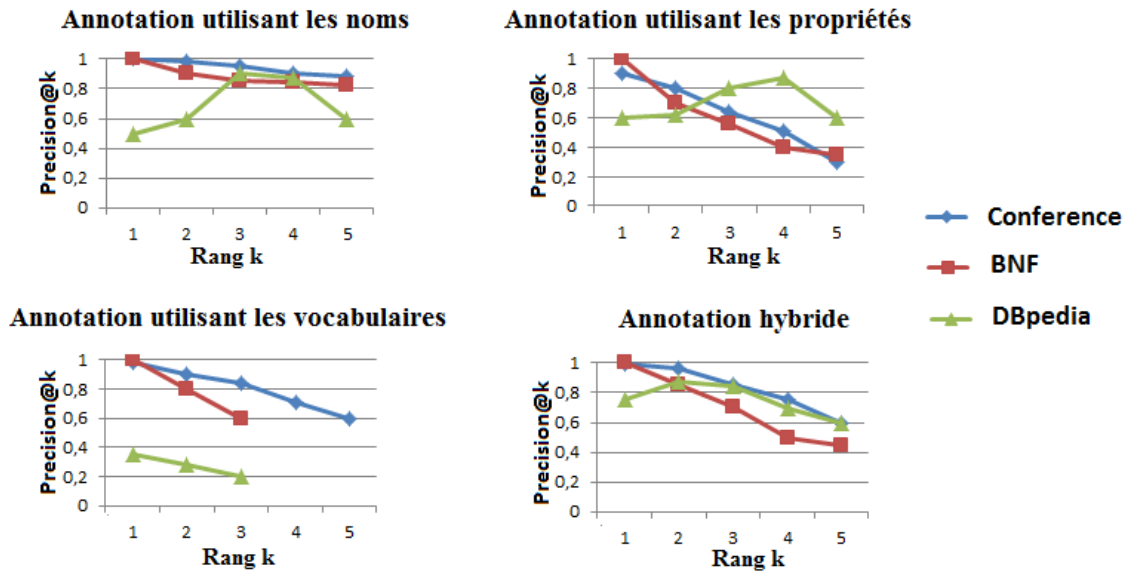 Annotation utilisant les noms
Precision@k
1
0,8
0,6
0,4
0,2
0
1 2 3 4 5
Rang k
Annotation utilisant les propriétés
Precision@k
1
0,8
0,6
0,4
0,2
0
1 2 3 4 5
Rang k
Conference
BNF
DBpedia
Annotation utilisant les vocabulaires
Precision@k
1
0,8
0,6
0,4
0,2
0
1 2 3 4 5
Rang k
Annotation hybride
Precision@k
1
0,8
0,6
0,4
0,2
0
1 2 3 4 5
Rang k